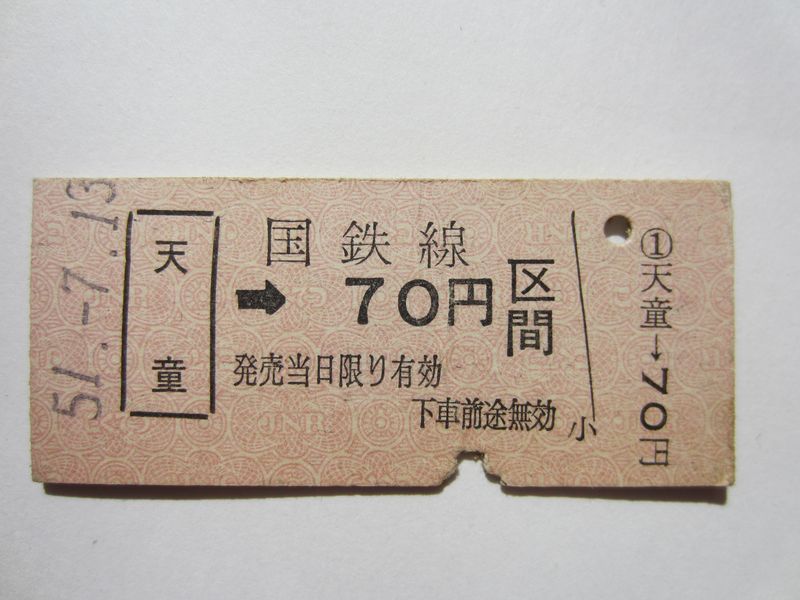 51.-7.13
天童
国鉄線
➡ 70円区間
発売当日限り有効
下車前途無効
小
①天童→70円